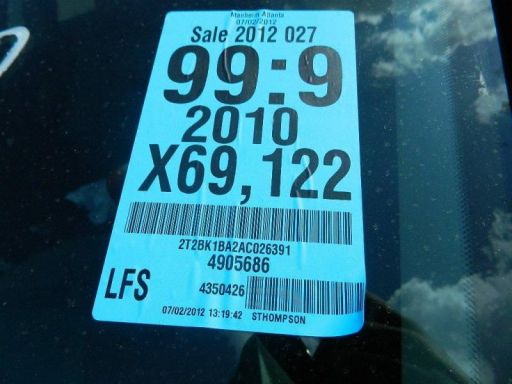 Manheim Atlanta
07/02/2012
Sale 2012 027
99:9
2010
X69,122
2T2BK1BA2AC026391
4905686
LFS
4350426
07/02/2012 13:19:42 STHOMPSON